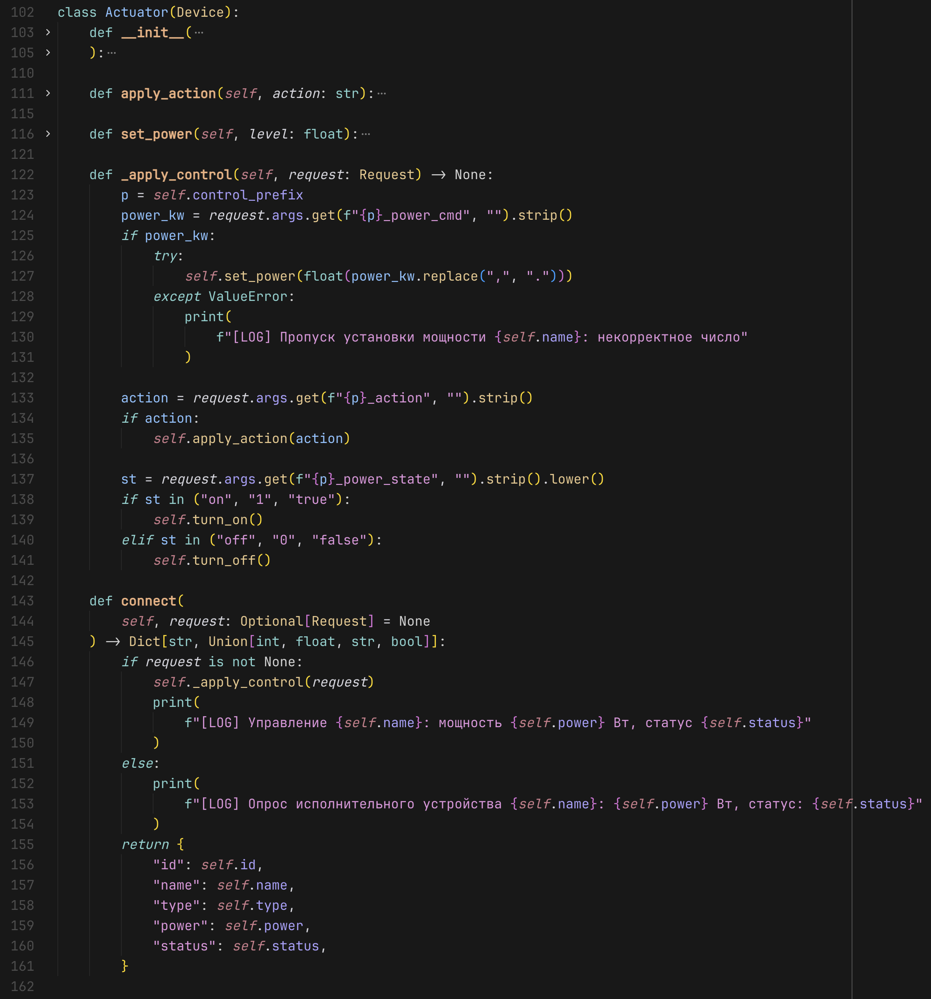 102 class Actuator(Device):
103 > def __init__(…
105 > ):…
110
111 > def apply_action(self, action: str):…
115
116 > def set_power(self, level: float):…
121
122 def _apply_control(self, request: Request) -> None:
123 p = self.control_prefix
124 power_kw = request.args.get(f"{p}_power_cmd", "").strip()
125 if power_kw:
126 try:
127 self.set_power(float(power_kw.replace(",", ".")))
128 except ValueError:
129 print(
130 f"[LOG] Пропуск установки мощности {self.name}: некорректное число"
131 )
132
133 action = request.args.get(f"{p}_action", "").strip()
134 if action:
135 self.apply_action(action)
136
137 st = request.args.get(f"{p}_power_state", "").strip().lower()
138 if st in ("on", "1", "true"):
139 self.turn_on()
140 elif st in ("off", "0", "false"):
141 self.turn_off()
142
143 def connect(
144 self, request: Optional[Request] = None
145 ) -> Dict[str, Union[int, float, str, bool]]:
146 if request is not None:
147 self._apply_control(request)
148 print(
149 f"[LOG] Управление {self.name}: мощность {self.power} Вт, статус {self.status}"
150 )
151 else:
152 print(
153 f"[LOG] Опрос исполнительного устройства {self.name}: {self.power} Вт, статус: {self.status}"
154 )
155 return {
156 "id": self.id,
157 "name": self.name,
158 "type": self.type,
159 "power": self.power,
160 "status": self.status,
161 }
162